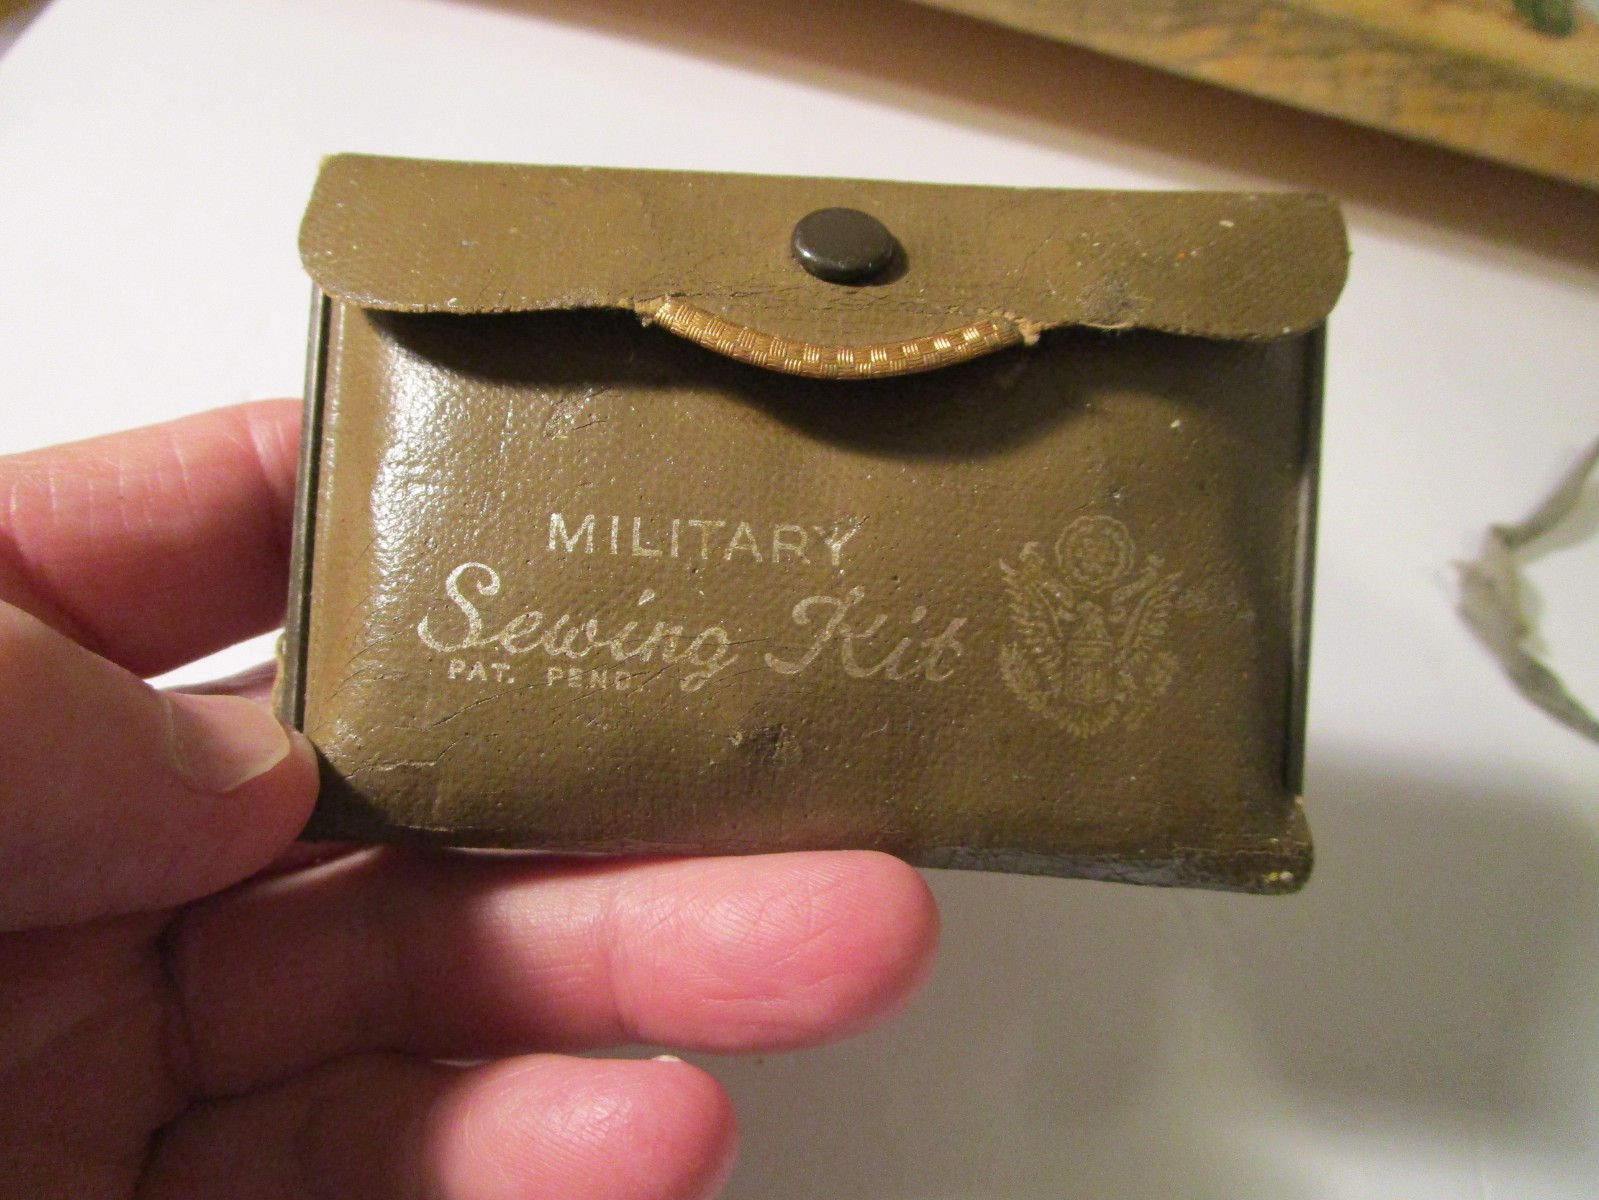 MILITARY
Sewing Kit
PAT. PEND.